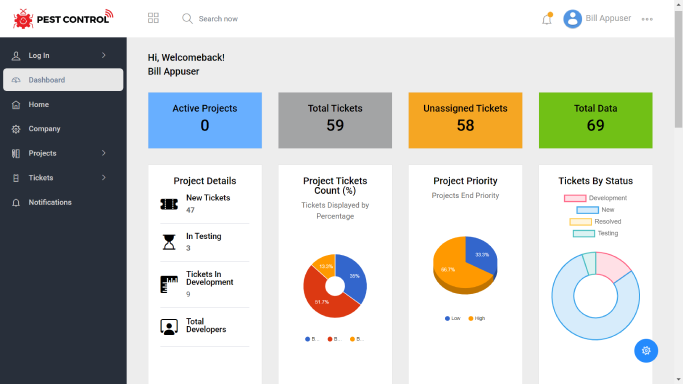 PEST CONTROL
Search now
Bill Appuser
Log In
Dashboard
Home
Company
Projects
Tickets
Notifications
Hi, Welcomeback!
Bill Appuser
Active Projects
0
Total Tickets
59
Unassigned Tickets
58
Total Data
69
Project Details
New Tickets
47
In Testing
3
Tickets In
Development
9
Total
Developers
Project Tickets
Count (%)
Tickets Displayed by
Percentage
35%
51.7%
13.3%
B...
B...
B...
Project Priority
Projects End Priority
33.3%
66.7%
Low
High
Tickets By Status
Development
New
Resolved
Testing